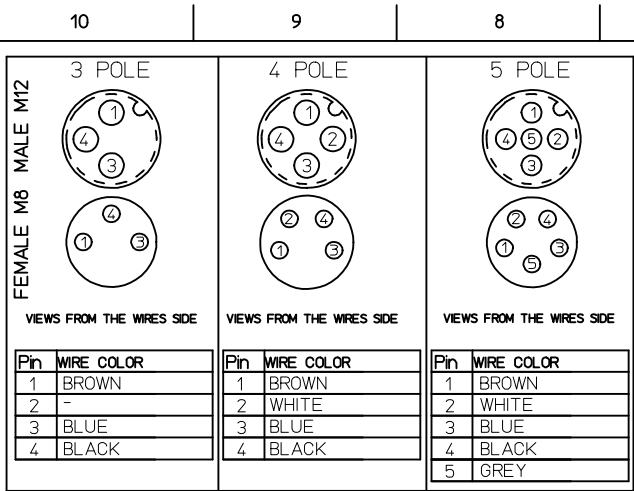 10 9 8
3 POLE
4 POLE
5 POLE
FEMALE M8 MALE M12
1
4
3
4
1
3
VIEWS FROM THE WIRES SIDE
1
4
2
3
2
4
1
3
VIEWS FROM THE WIRES SIDE
1
4
5
2
3
2
4
1
3
5
VIEWS FROM THE WIRES SIDE
Pin WIRE COLOR
1 BROWN
2 -
3 BLUE
4 BLACK
Pin WIRE COLOR
1 BROWN
2 WHITE
3 BLUE
4 BLACK
Pin WIRE COLOR
1 BROWN
2 WHITE
3 BLUE
4 BLACK
5 GREY